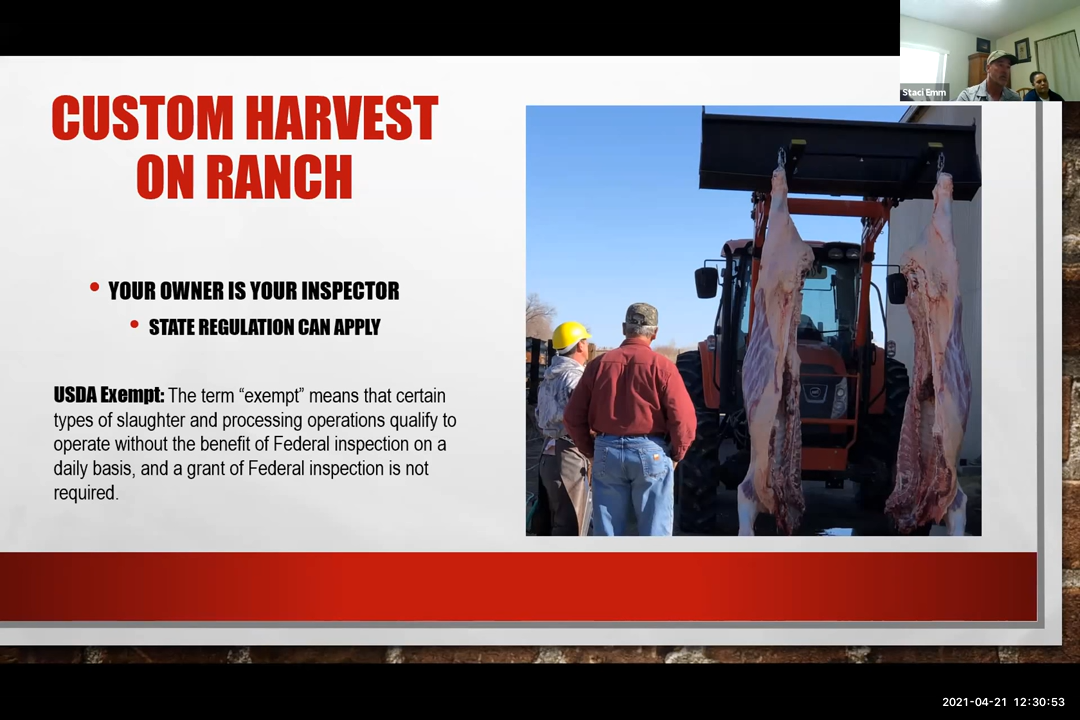 CUSTOM HARVEST
ON RANCH
• YOUR OWNER IS YOUR INSPECTOR
• STATE REGULATION CAN APPLY
USDA Exempt: The term “exempt” means that certain
types of slaughter and processing operations qualify to
operate without the benefit of Federal inspection on a
daily basis, and a grant of Federal inspection is not
required.
Staci Emm
2021-04-21 12:30:53